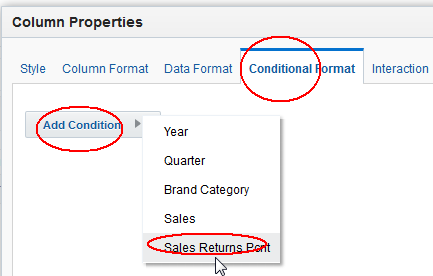 Column Properties
Style Column Format Data Format Conditional Format Interaction
Add Condition
Year
Quarter
Brand Category
Sales
Sales Returns Pcnt